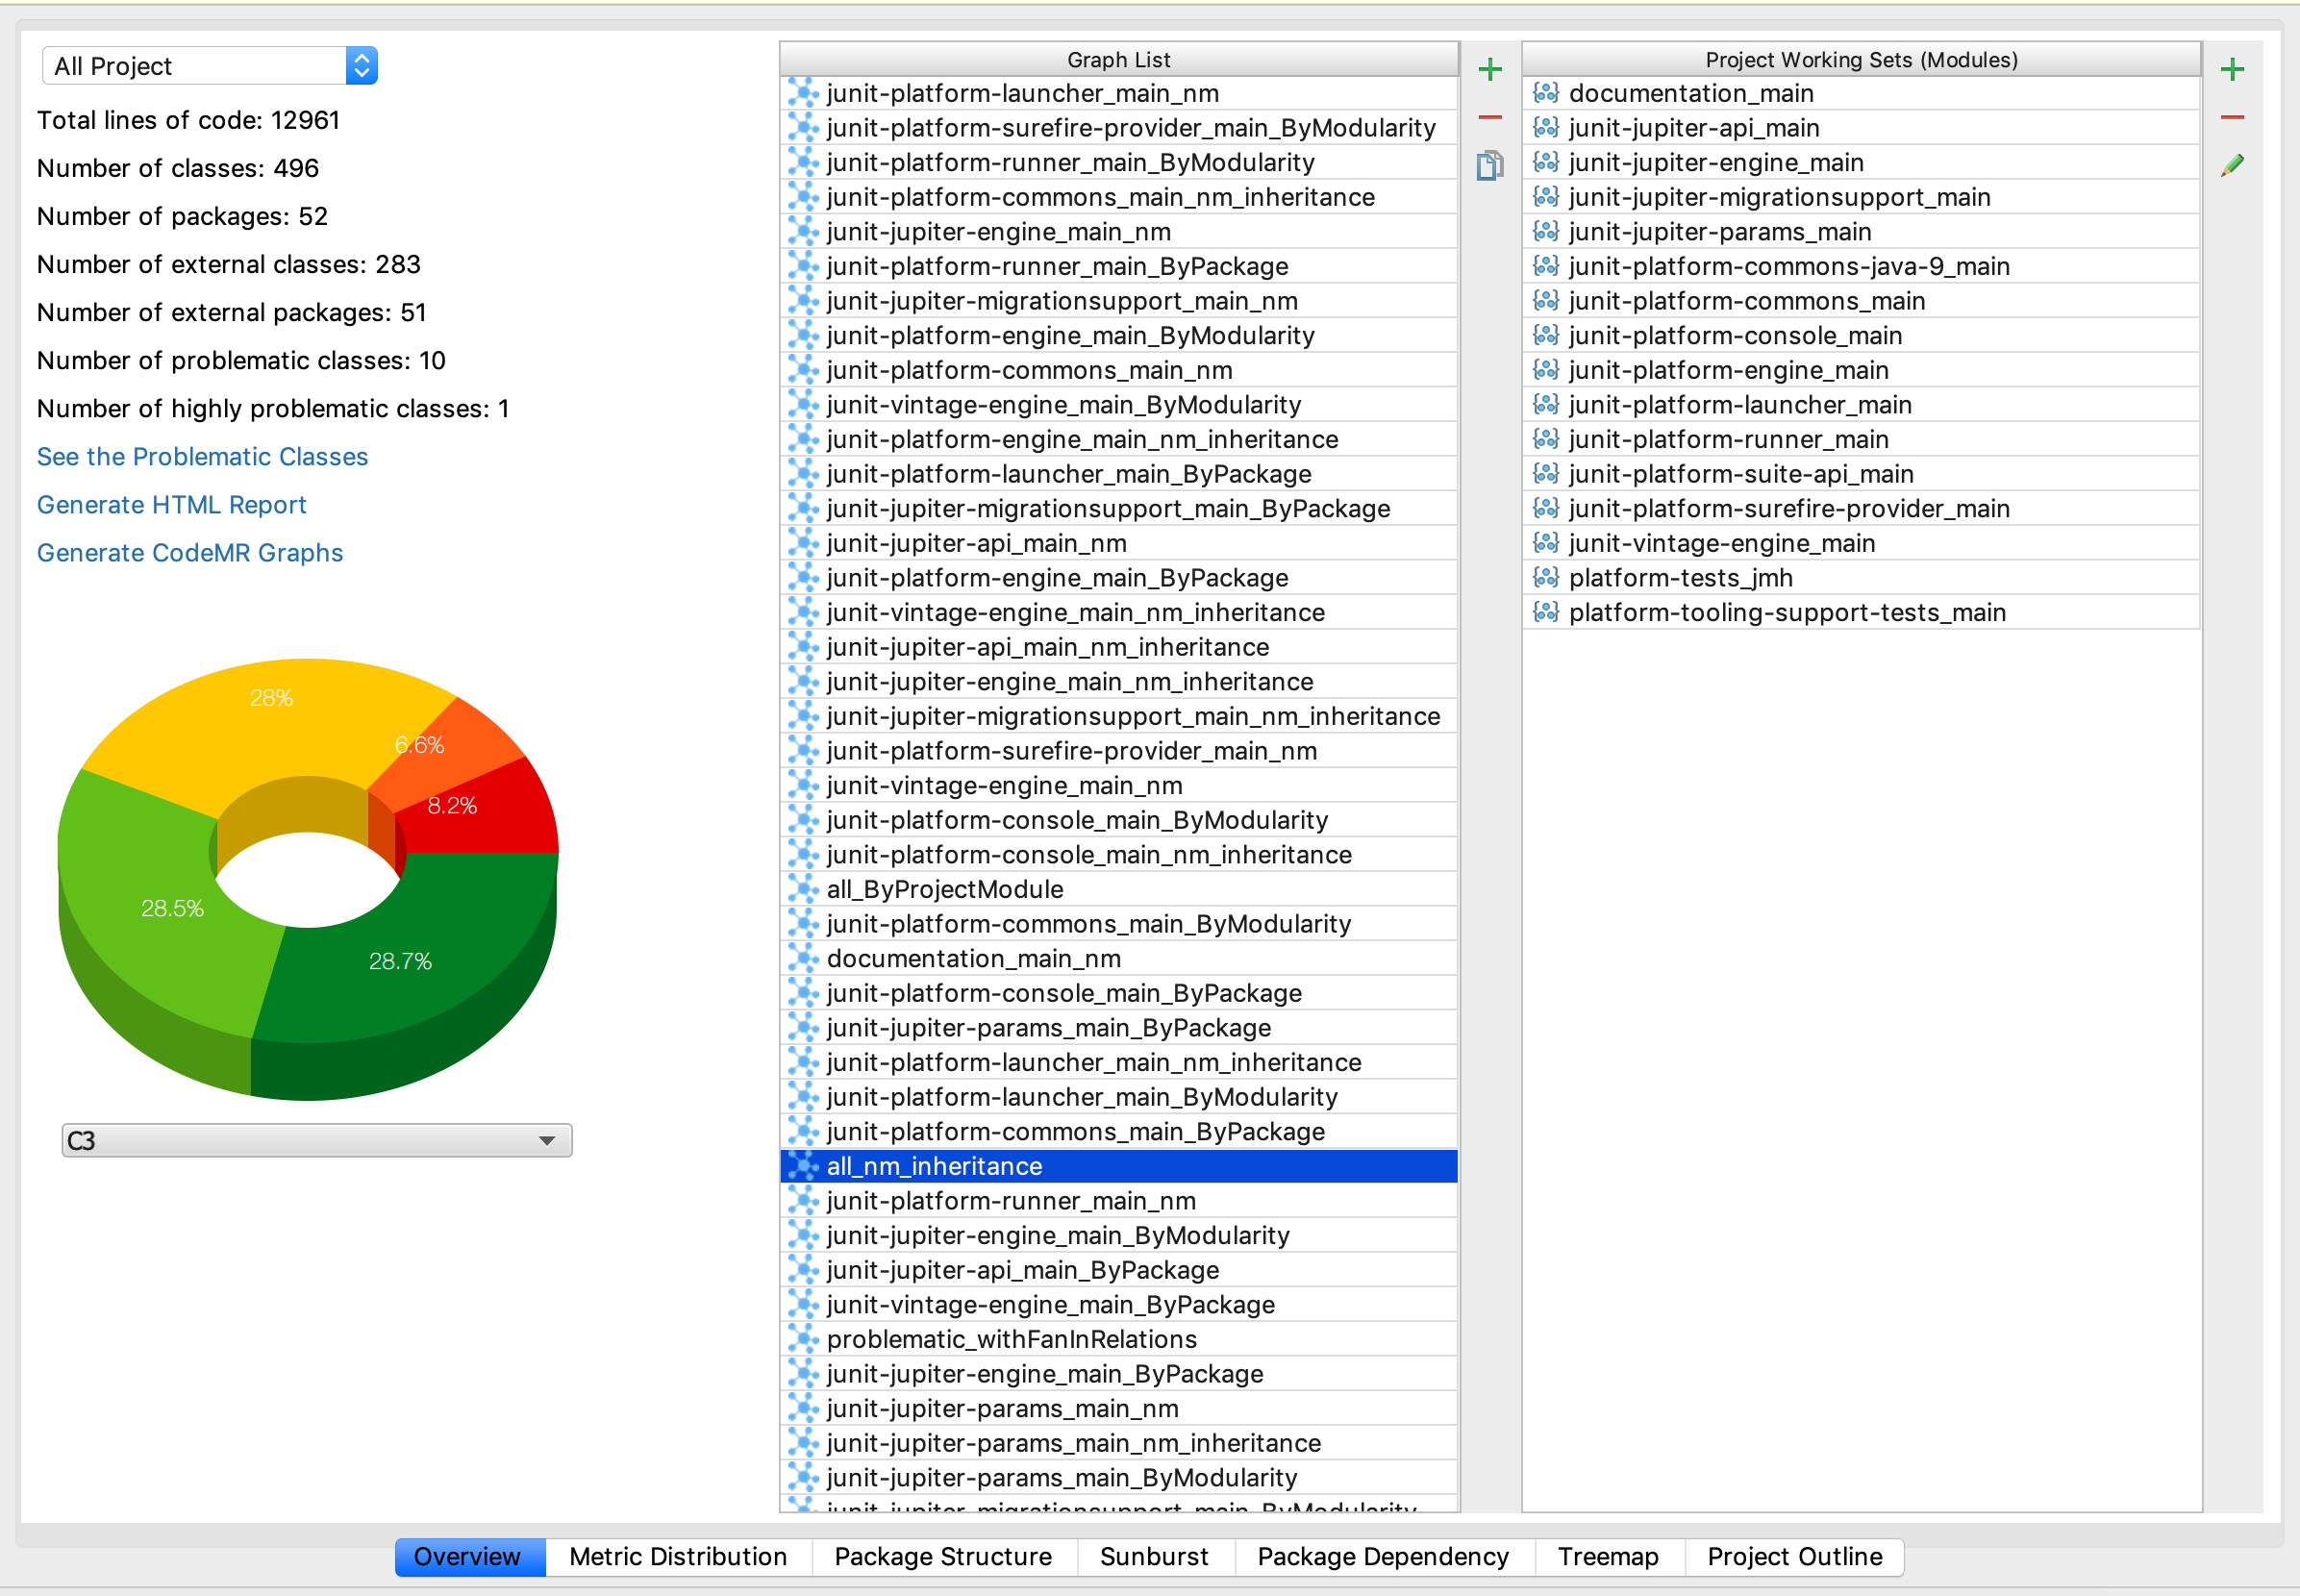 All Project
Total lines of code: 12961
Number of classes: 496
Number of packages: 52
Number of external classes: 283
Number of external packages: 51
Number of problematic classes: 10
Number of highly problematic classes: 1
See the Problematic Classes
Generate HTML Report
Generate CodeMR Graphs
28%
6.6%
8.2%
28.5%
28.7%
C3
Graph List
junit-platform-launcher_main_nm
junit-platform-surefire-provider_main_ByModularity
junit-platform-runner_main_ByModularity
junit-platform-commons_main_nm_inheritance
junit-jupiter-engine_main_nm
junit-platform-runner_main_ByPackage
junit-jupiter-migrationsupport_main_nm
junit-platform-engine_main_ByModularity
junit-platform-commons_main_nm
junit-vintage-engine_main_ByModularity
junit-platform-engine_main_nm_inheritance
junit-platform-launcher_main_ByPackage
junit-jupiter-migrationsupport_main_ByPackage
junit-jupiter-api_main_nm
junit-platform-engine_main_ByPackage
junit-vintage-engine_main_nm_inheritance
junit-jupiter-api_main_nm_inheritance
junit-jupiter-engine_main_nm_inheritance
junit-jupiter-migrationsupport_main_nm_inheritance
junit-platform-surefire-provider_main_nm
junit-vintage-engine_main_nm
junit-platform-console_main_ByModularity
junit-platform-console_main_nm_inheritance
all_ByProjectModule
junit-platform-commons_main_ByModularity
documentation_main_nm
junit-platform-console_main_ByPackage
junit-jupiter-params_main_ByPackage
junit-platform-launcher_main_nm_inheritance
junit-platform-launcher_main_ByModularity
junit-platform-commons_main_ByPackage
all_nm_inheritance
junit-platform-runner_main_nm
junit-jupiter-engine_main_ByModularity
junit-jupiter-api_main_ByPackage
junit-vintage-engine_main_ByPackage
problematic_withFanInRelations
junit-jupiter-engine_main_ByPackage
junit-jupiter-params_main_nm
junit-jupiter-params_main_nm_inheritance
junit-jupiter-params_main_ByModularity
junit-jupiter-migrationsupport_main_ByModularity
Project Working Sets (Modules)
documentation_main
junit-jupiter-api_main
junit-jupiter-engine_main
junit-jupiter-migrationsupport_main
junit-jupiter-params_main
junit-platform-commons-java-9_main
junit-platform-commons_main
junit-platform-console_main
junit-platform-engine_main
junit-platform-launcher_main
junit-platform-runner_main
junit-platform-suite-api_main
junit-platform-surefire-provider_main
junit-vintage-engine_main
platform-tests_jmh
platform-tooling-support-tests_main
Overview
Metric Distribution
Package Structure
Sunburst
Package Dependency
Treemap
Project Outline